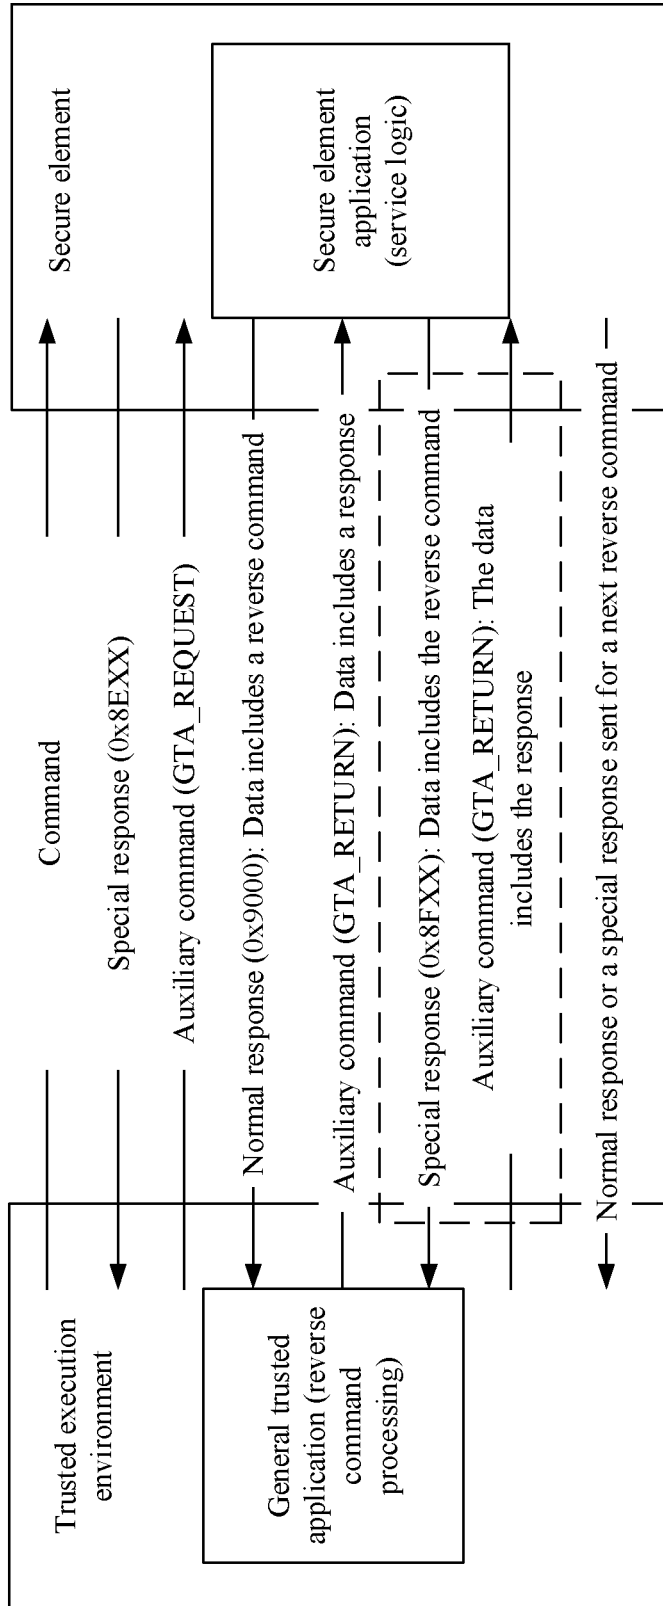 Trusted execution
environment
General trusted
application (reverse
command
processing)
Command
Special response (0x8EXX)
Auxiliary command (GTA_REQUEST)
Normal response (0x9000): Data includes a reverse command
Auxiliary command (GTA_RETURN): Data includes a response
Special response (0x8FXX): Data includes the reverse command
Auxiliary command (GTA_RETURN): The data
includes the response
Normal response or a special response sent for a next reverse command
Secure element
Secure element
application
(service logic)